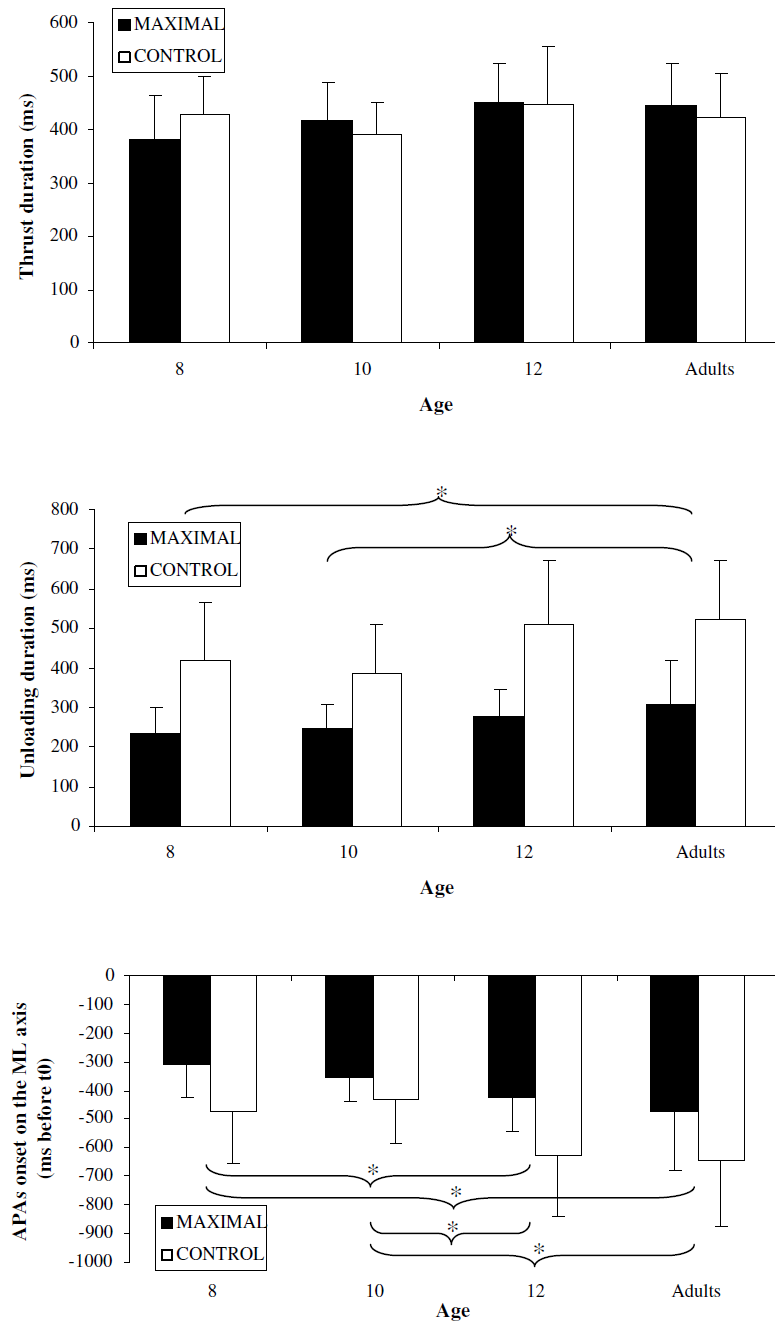 600
MAXIMAL
CONTROL
500
400
300
200
100
0
Thrust duration (ms)
8 10 12 Adults
Age
800
*
MAXIMAL
CONTROL
*
700
600
500
400
300
200
100
0
Unloading duration (ms)
8 10 12 Adults
Age
0
-100
-200
-300
-400
-500
-600
-700
-800
-900
-1000
APAs onset on the ML axis
(ms before t0)
*
*
*
*
MAXIMAL
CONTROL
8 10 12 Adults
Age